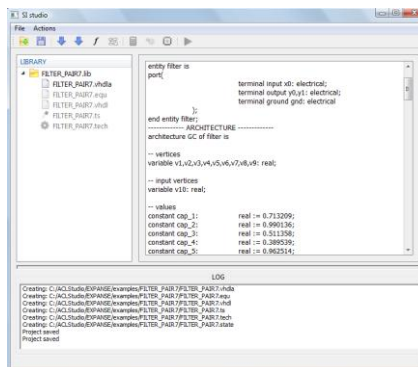 SI studio
File Actions
LIBRARY
FILTER_PAIR7.lib
FILTER_PAIR7.vhdla
FILTER_PAIR7.equ
FILTER_PAIR7.vhdl
FILTER_PAIR7.ts
FILTER_PAIR7.tech
entity filter is
port(
terminal input x0: electrical;
terminal output y0,y1: electrical;
terminal ground gnd: electrical
);
end entity filter;
------------- ARCHITECTURE -------------
architecture GC of filter is
-- vertices
variable v1,v2,v3,v4,v5,v6,v7,v8,v9: real;
-- input vertices
variable v10: real;
-- values
constant cap_1: real := 0.713209;
constant cap_2: real := 0.990136;
constant cap_3: real := 0.511358;
constant cap_4: real := 0.389539;
constant cap_5: real := 0.962514;
LOG
Creating: C:/ACLStudio/EXPANSE/examples/FILTER_PAIR7/FILTER_PAIR7.vhdla
Creating: C:/ACLStudio/EXPANSE/examples/FILTER_PAIR7/FILTER_PAIR7.equ
Creating: C:/ACLStudio/EXPANSE/examples/FILTER_PAIR7/FILTER_PAIR7.vhdl
Creating: C:/ACLStudio/EXPANSE/examples/FILTER_PAIR7/FILTER_PAIR7.ts
Creating: C:/ACLStudio/EXPANSE/examples/FILTER_PAIR7/FILTER_PAIR7.tech
Creating: C:/ACLStudio/EXPANSE/examples/FILTER_PAIR7/FILTER_PAIR7.state
Project saved
Project saved